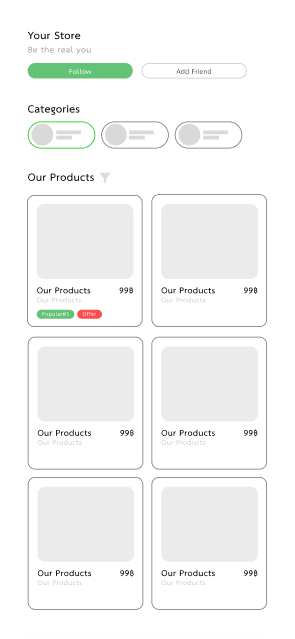 Your Store
Be the real you
Follow Add Friend
Categories
Our Products
Our Products 99฿ Our Products 99฿
Our Products Our Products
Popular#1 Offer
Our Products 99฿ Our Products 99฿
Our Products Our Products
Our Products 99฿ Our Products 99฿
Our Products Our Products